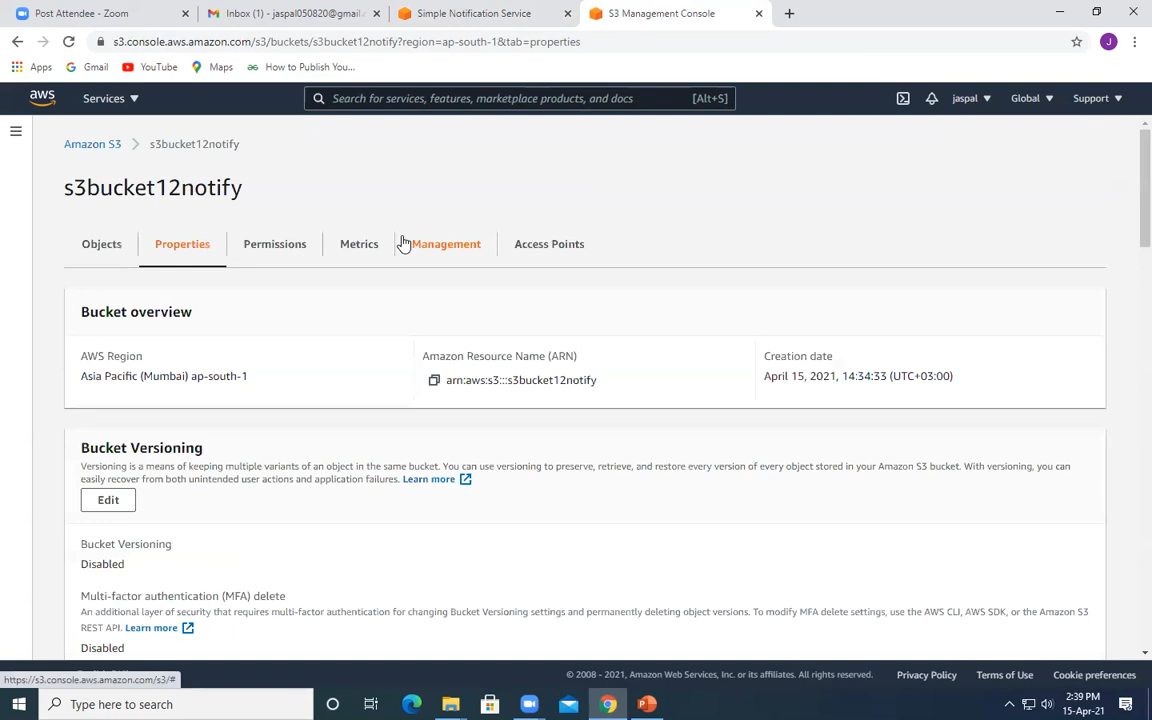 Post Attendee - Zoom
Inbox (1) - jaspal050820@gmail.
Simple Notification Service
S3 Management Console
s3.console.aws.amazon.com/s3/buckets/s3bucket12notify?region=ap-south-1&tab=properties
J
Apps
Gmail
YouTube
Maps
How to Publish You...
aws
Services
Search for services, features, marketplace products, and docs
[Alt+S]
jaspal
Global
Support
Amazon S3
s3bucket12notify
s3bucket12notify
Objects
Properties
Permissions
Metrics
Management
Access Points
Bucket overview
AWS Region
Asia Pacific (Mumbai) ap-south-1
Amazon Resource Name (ARN)
arn:aws:s3:::s3bucket12notify
Creation date
April 15, 2021, 14:34:33 (UTC+03:00)
Bucket Versioning
Versioning is a means of keeping multiple variants of an object in the same bucket. You can use versioning to preserve, retrieve, and restore every version of every object stored in your Amazon S3 bucket. With versioning, you can
easily recover from both unintended user actions and application failures. Learn more
Edit
Bucket Versioning
Disabled
Multi-factor authentication (MFA) delete
An additional layer of security that requires multi-factor authentication for changing Bucket Versioning settings and permanently deleting object versions. To modify MFA delete settings, use the AWS CLI, AWS SDK, or the Amazon S3
REST API. Learn more
Disabled
https://s3.console.aws.amazon.com/s3/#
© 2008 - 2021, Amazon Web Services, Inc. or its affiliates. All rights reserved.
Privacy Policy
Terms of Use
Cookie preferences
Type here to search
2:39 PM
15-Apr-21